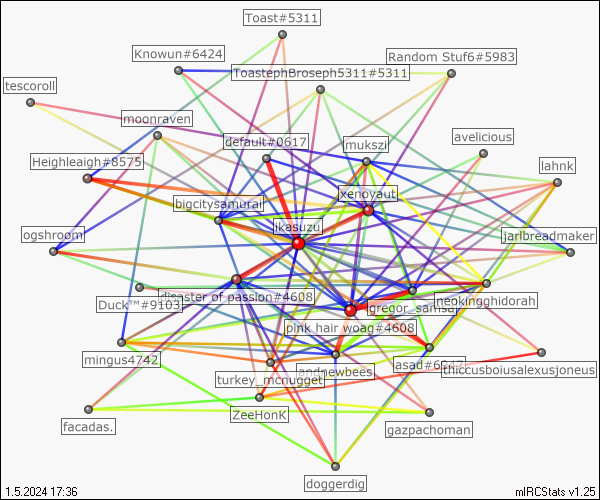 Toast#5311
Knowun#6424
Random Stuf6#5983
ToastephBroseph5311#5311
tescoroll
moonraven
avelicious
default#0617
mukszi
Heighleaigh#8575
lahnk
xenoyaut
bigcitysamurai
ikasuzu
ogshroom
jarlbreadmaker
disaster of passion#4608
Duck™#9103
gregor_samsa
neokingghidorah
pink hair woag#4608
mingus4742
andnewbees
thiccusboiusalexusjoneus
turkey_mcnugget
ZeeHonK
facadas.
gazpachoman
doggerdig
1.5.2024 17:36
mIRCStats v1.25